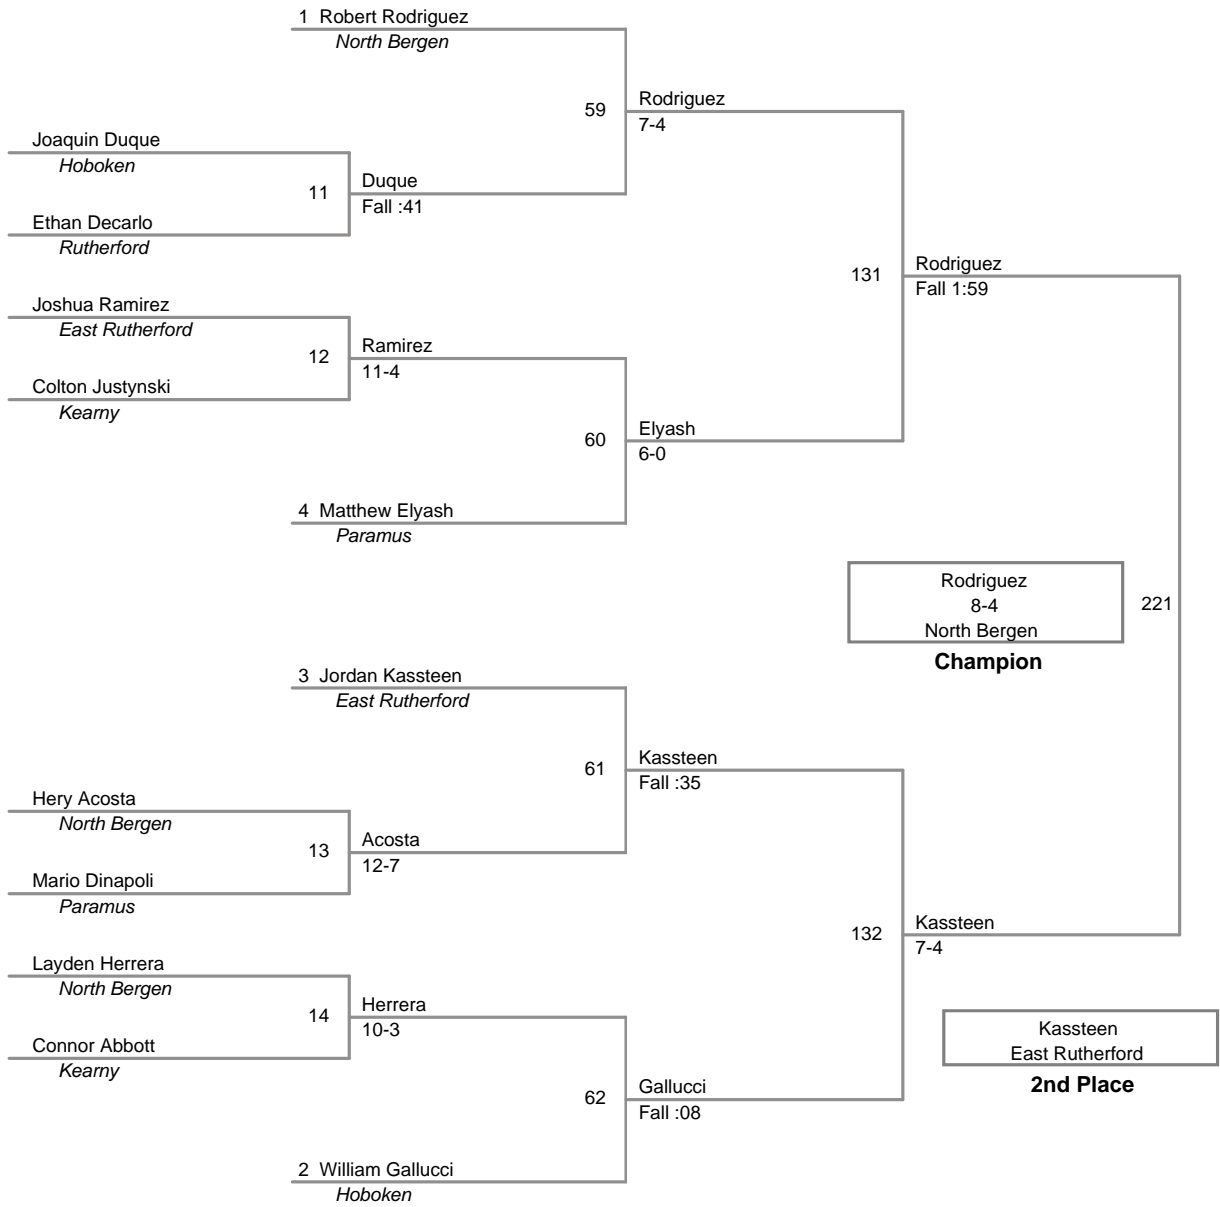 1 Robert Rodriguez
North Bergen
59
Rodriguez
7-4
Joaquin Duque
Hoboken
11
Duque
Fall :41
Ethan Decarlo
Rutherford
131
Rodriguez
Fall 1:59
Joshua Ramirez
East Rutherford
12
Ramirez
11-4
Colton Justynski
Kearny
60
Elyash
6-0
4 Matthew Elyash
Paramus
Rodriguez
8-4
North Bergen
Champion
221
3 Jordan Kassteen
East Rutherford
61
Kassteen
Fall :35
Hery Acosta
North Bergen
13
Acosta
12-7
Mario Dinapoli
Paramus
132
Kassteen
7-4
Layden Herrera
North Bergen
14
Herrera
10-3
Connor Abbott
Kearny
Kassteen
East Rutherford
2nd Place
62
Gallucci
Fall :08
2 William Gallucci
Hoboken